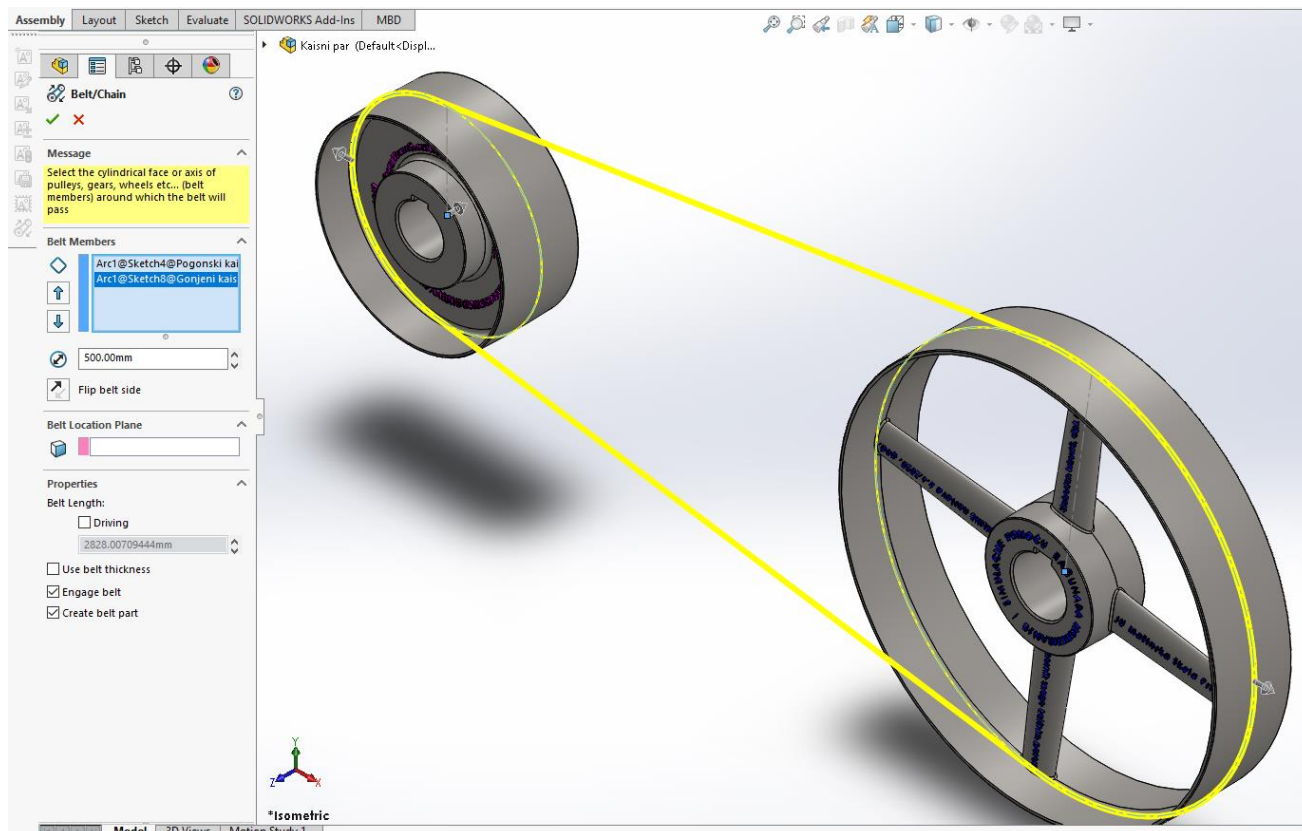 Assembly Layout Sketch Evaluate SOLIDWORKS Add-Ins MBD
Kaisni par (Default<Displ...
Belt/Chain
Message
Select the cylindrical face or axis of
pulleys, gears, wheels etc... (belt
members) around which the belt will
pass
Belt Members
Arc1@Sketch4@Pogonski kai
Arc1@Sketch8@Gonjeni kais
500.00mm
Flip belt side
Belt Location Plane
Properties
Belt Length:
Driving
2828.00709444mm
Use belt thickness
Engage belt
Create belt part
Y
Z
X
*Isometric
Model 3D Views Motion Study 1